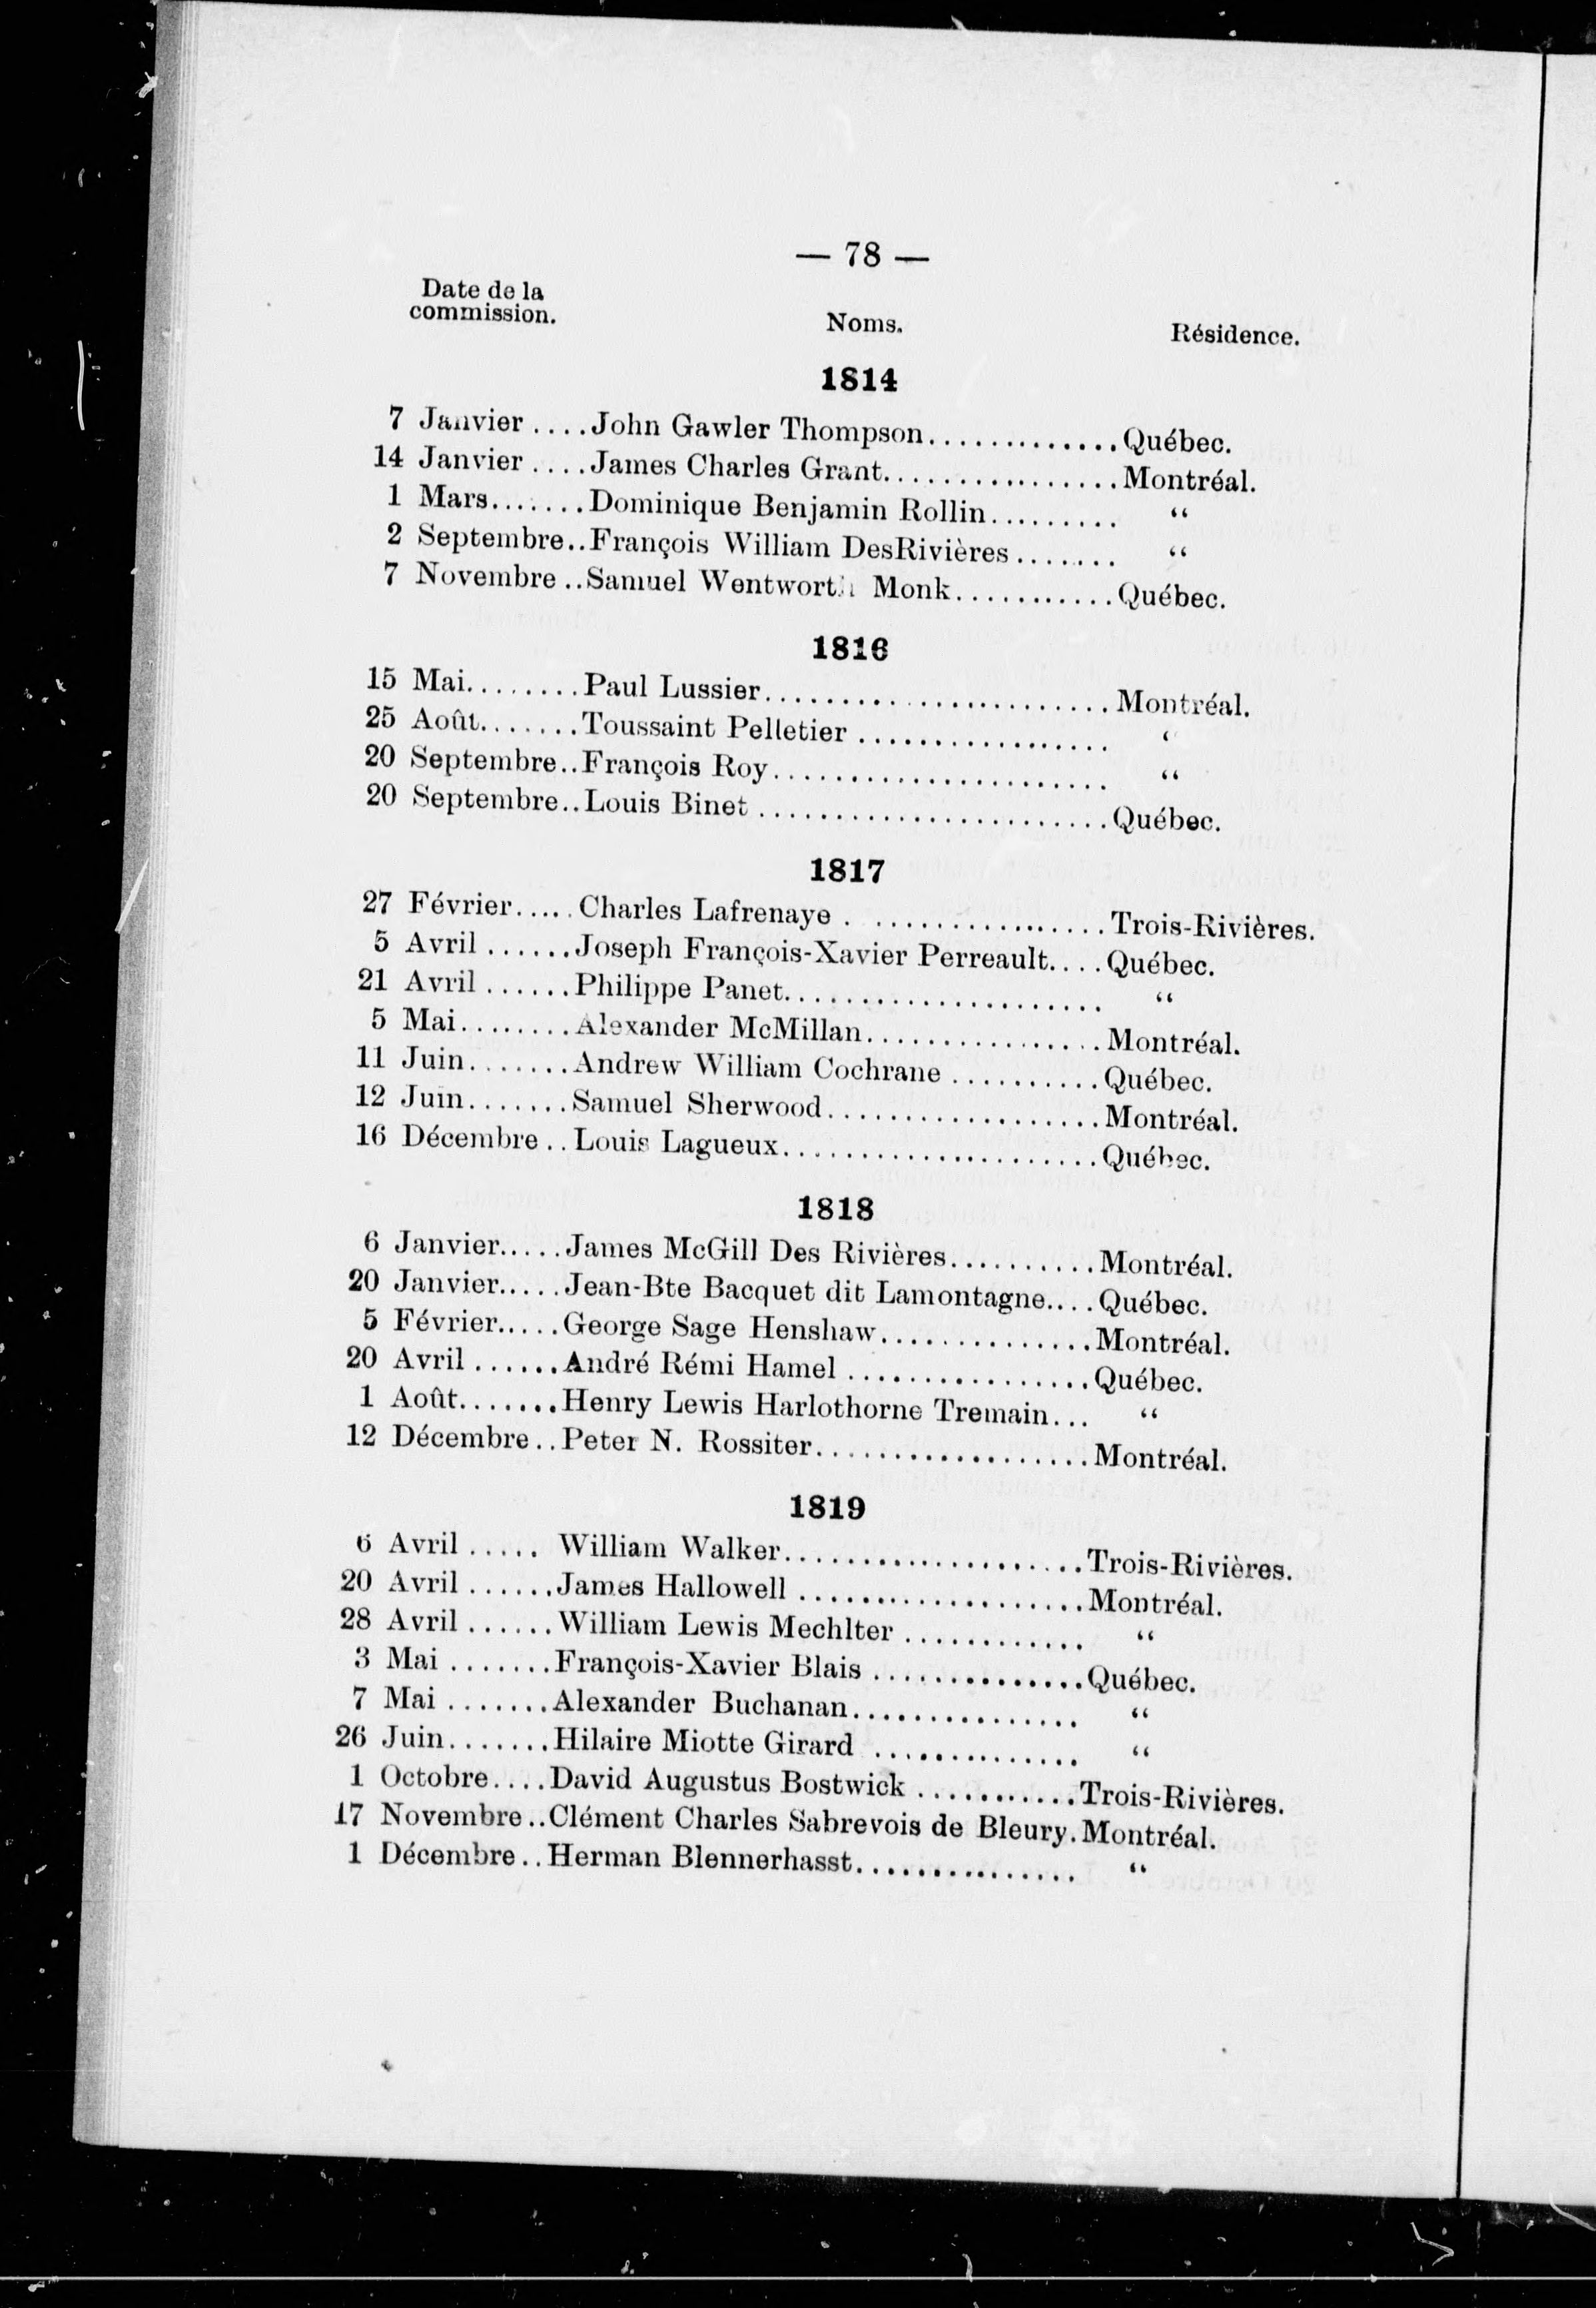 — 78 —
Date de la
commission.
Noms.
Résidence.
1814
7 Janvier .... John Gawler Thompson.............. Québec.
14 Janvier .... James Charles Grant................. Montréal.
1 Mars....... Dominique Benjamin Rollin......... “
2 Septembre.. François William DesRivières ....... “
7 Novembre .. Samuel Wentworth Monk........... Québec.
1816
15 Mai........ Paul Lussier........................ Montréal.
25 Août....... Toussaint Pelletier .................. “
20 Septembre.. François Roy........................ “
20 Septembre.. Louis Binet ........................ Québec.
1817
27 Février..... Charles Lafrenaye . ................ Trois-Rivières.
5 Avril ...... Joseph François-Xavier Perreault.... Québec.
21 Avril ...... Philippe Panet...................... “
5 Mai........ Alexander McMillan................ Montréal.
11 Juin....... Andrew William Cochrane .......... Québec.
12 Juin....... Samuel Sherwood................... Montréal.
16 Décembre .. Louis Lagueux...................... Québec.
1818
6 Janvier..... James McGill Des Rivières.......... Montréal.
20 Janvier..... Jean-Bte Bacquet dit Lamontagne.... Québec.
5 Février..... George Sage Henshaw............... Montréal.
20 Avril ...... André Rémi Hamel ................ Québec.
1 Août....... Henry Lewis Harlothorne Tremain... “
12 Décembre.. Peter N. Rossiter................... Montréal.
1819
6 Avril ..... William Walker.................... Trois-Rivières.
20 Avril ...... James Hallowell ................... Montréal.
28 Avril ...... William Lewis Mechlter ............ “
3 Mai ....... François-Xavier Blais .............. Québec.
7 Mai ....... Alexander Buchanan................ “
26 Juin....... Hilaire Miotte Girard .............. “
1 Octobre.... David Augustus Bostwick ........... Trois-Rivières.
17 Novembre.. Clément Charles Sabrevois de Bleury. Montréal.
1 Décembre.. Herman Blennerhasst............... “